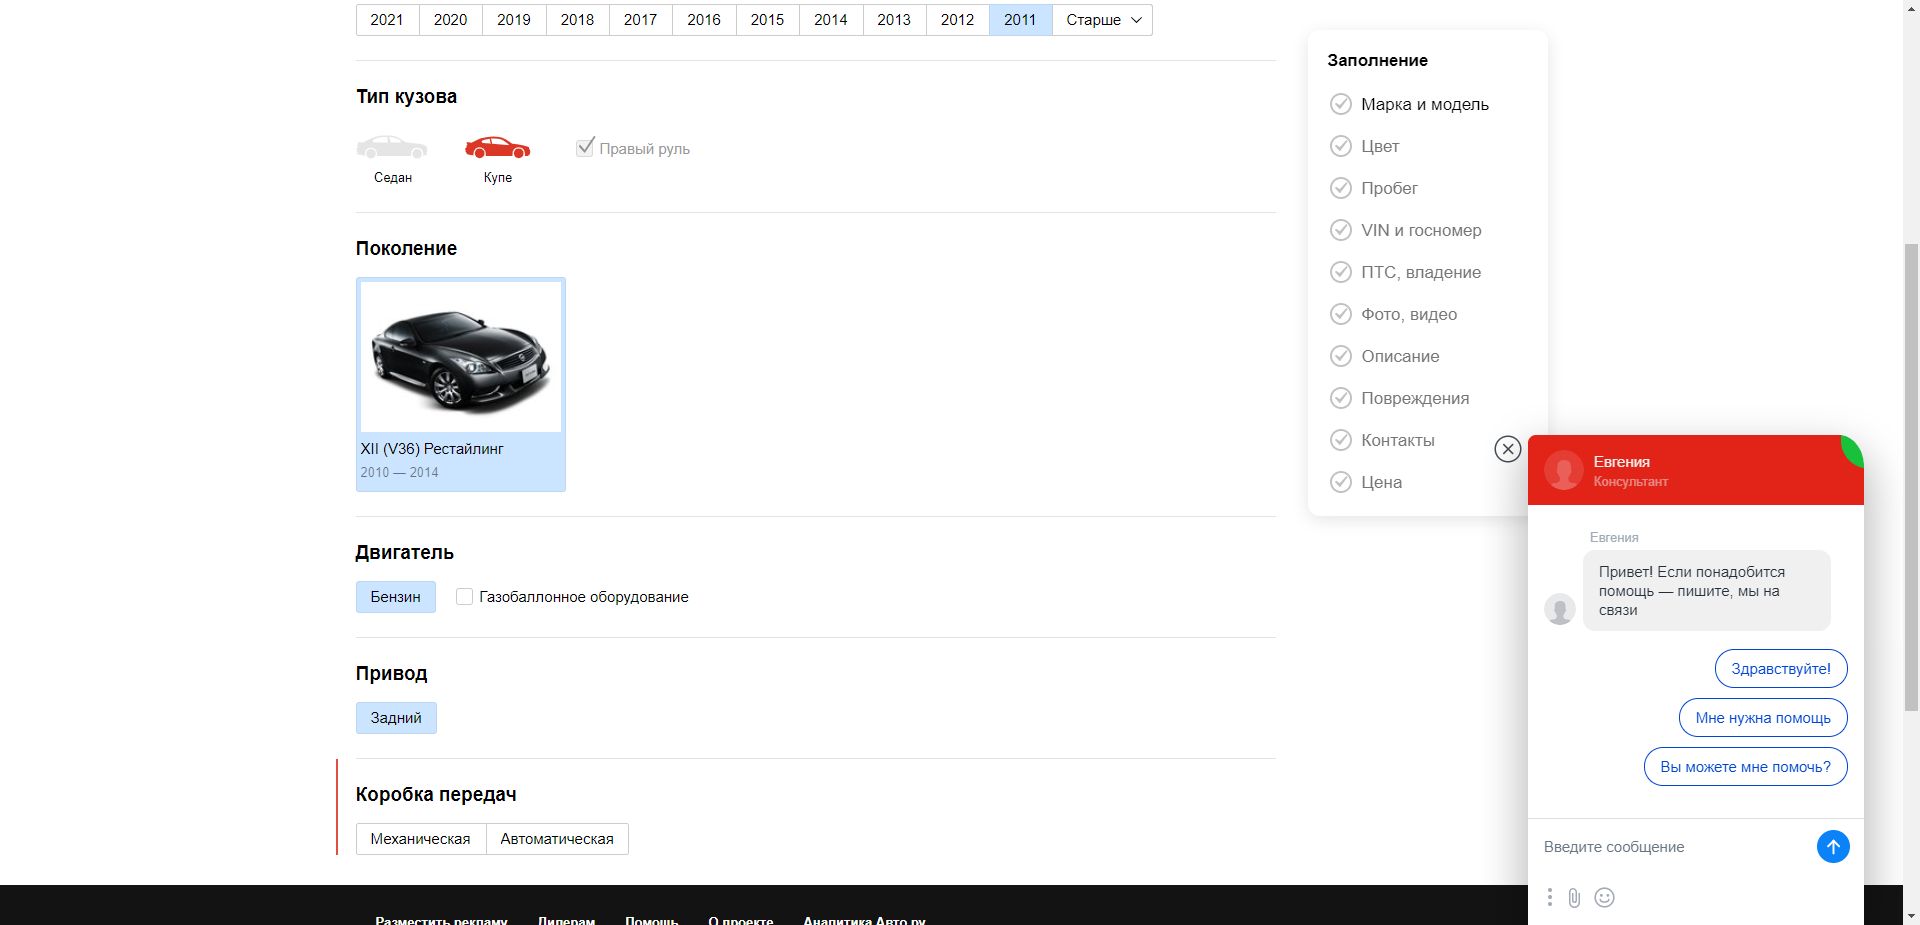 2021 2020 2019 2018 2017 2016 2015 2014 2013 2012 2011 Старше
Тип кузова
Седан Купе Правый руль
Поколение
XII (V36) Рестайлинг
2010 — 2014
Двигатель
Бензин Газобаллонное оборудование
Привод
Задний
Коробка передач
Механическая Автоматическая
Заполнение
Марка и модель
Цвет
Пробег
VIN и госномер
ПТС, владение
Фото, видео
Описание
Повреждения
Контакты
Цена
Евгения
Консультант
Евгения
Привет! Если понадобится
помощь — пишите, мы на
связи
Здравствуйте!
Мне нужна помощь
Вы можете мне помочь?
Введите сообщение
Разместить рекламу Дилерам Помощь О проекте Аналитика Авто.ру